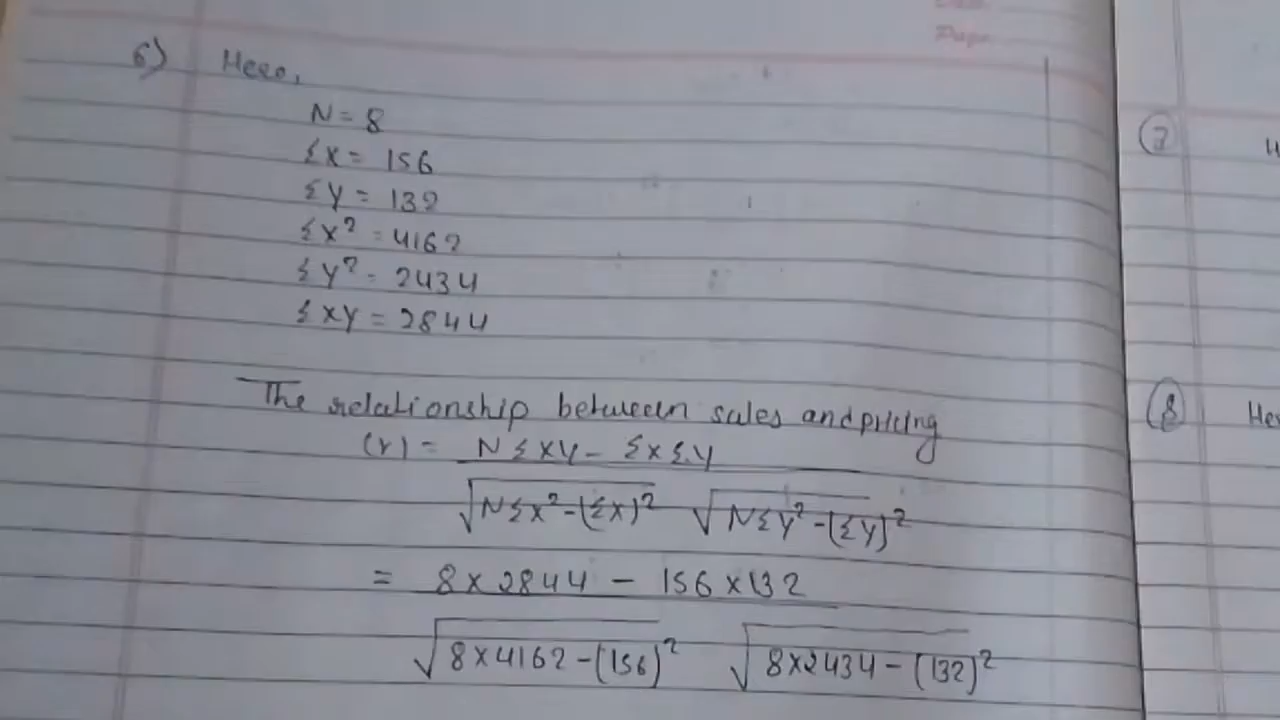 6) Here,
N = 8
Σx = 156
Σy = 132
Σx² = 4162
Σy² = 2434
Σxy = 2844
The relationship between sales and pricing
(r) = NΣxy - Σx Σy
√NΣx²-(Σx)² √NΣy²-(Σy)²
= 8×2844 - 156×132
√8×4162-(156)² √8×2434-(132)²
7
8 He